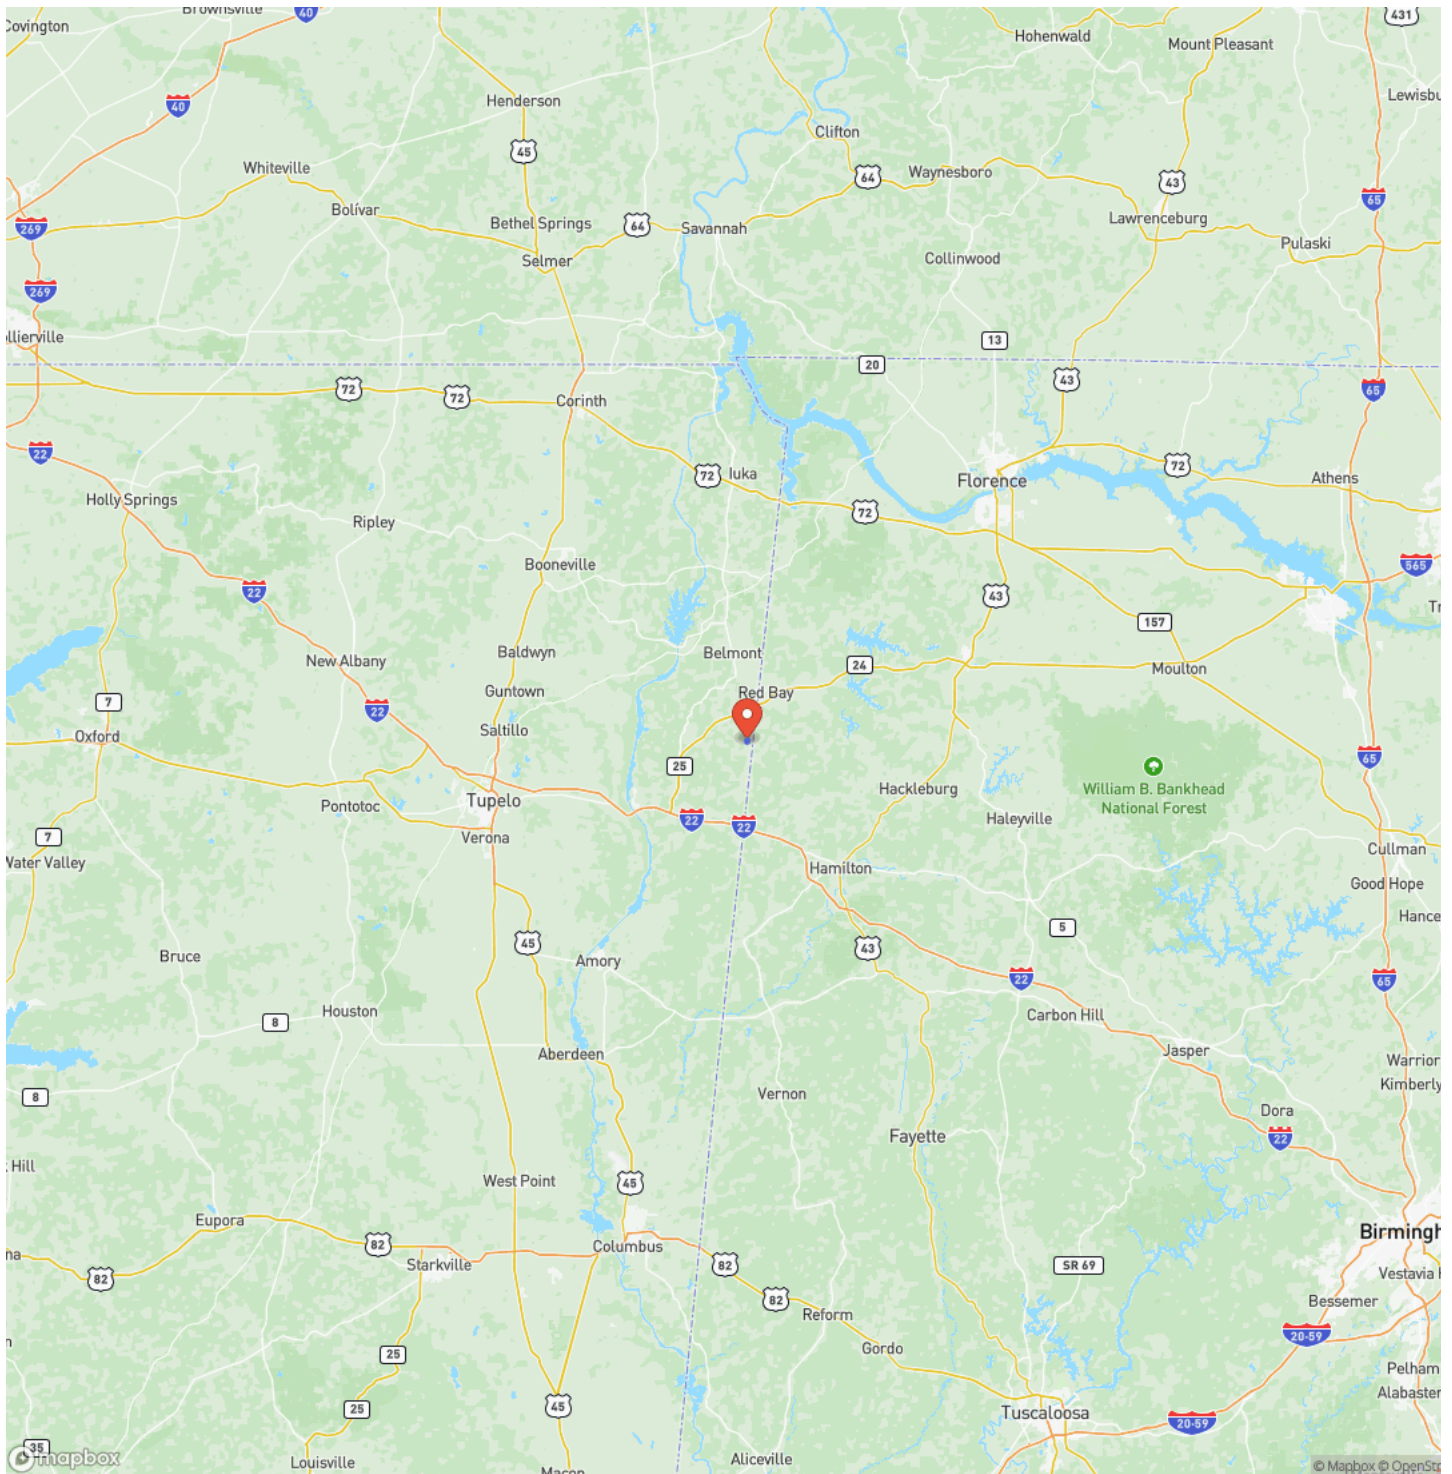 Brownsville
40
431
Covington
Hohenwald
Mount Pleasant
Lewisbu
40
Henderson
Clifton
45
Whiteville
64
Waynesboro
43
65
Bolívar
Bethel Springs
64
Savannah
Lawrenceburg
269
Pulaski
Selmer
Collinwood
269
ollierville
13
20
72
72
43
65
Corinth
22
Iuka
72
72
Florence
Athens
Holly Springs
72
Ripley
Booneville
565
22
43
Tr
157
Baldwyn
Belmont
New Albany
24
Moulton
Guntown
Red Bay
7
22
Saltillo
Oxford
65
25
Hackleburg
William B. Bankhead
National Forest
Pontotoc
Tupelo
22
22
Haleyville
7
Verona
Cullman
Water Valley
Hamilton
Good Hope
Hance
5
45
43
Bruce
Amory
22
65
Houston
Carbon Hill
8
Aberdeen
Jasper
Warrior
8
Vernon
Kimberly
Dora
Fayette
22
Hill
West Point
45
Eupora
82
Columbus
Birmingh
na
Starkville
82
SR 69
82
Vestavia H
82
Reform
Bessemer
n
20-59
25
Gordo
Pelham
Alabaster
25
45
Tuscaloosa
20-59
35
mapbox
Louisville
Macon
Aliceville
© Mapbox © OpenStr